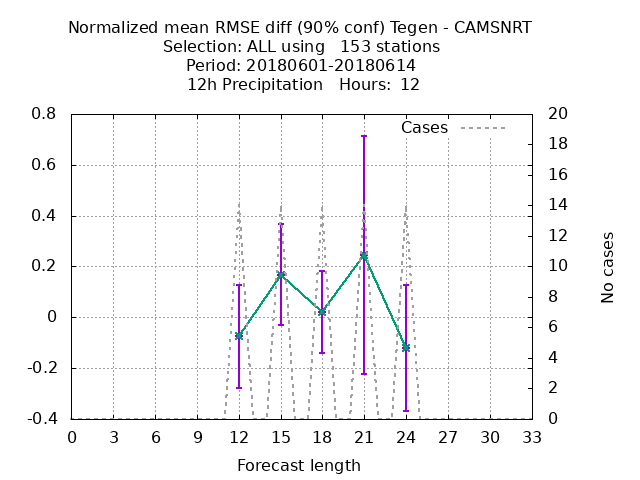 Normalized mean RMSE diff (90% conf) Tegen - CAMSNRT
Selection: ALL using   153 stations
Period: 20180601-20180614
12h Precipitation   Hours:  12
Cases
0.8
0.6
0.4
0.2
0
-0.2
-0.4
20
18
16
14
12
10
8
6
4
2
0
No cases
0 3 6 9 12 15 18 21 24 27 30 33
Forecast length